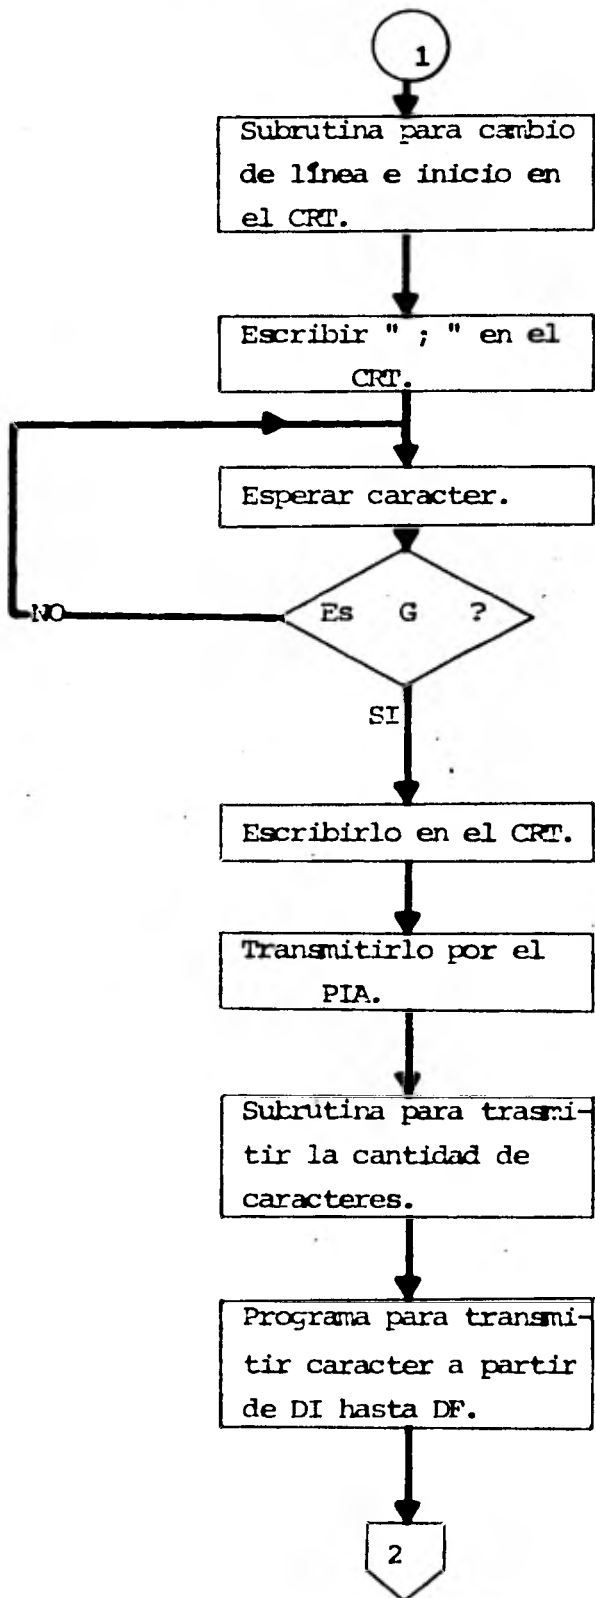 1
Subrutina para cambio
de línea e inicio en
el CRT.
Escribir " ; " en el
CRT.
Esperar caracter.
Es G ?
NO
SI
Escribirlo en el CRT.
Transmitirlo por el
PIA.
Subrutina para trasmi-
tir la cantidad de
caracteres.
Programa para transmi-
tir caracter a partir
de DI hasta DF.
2